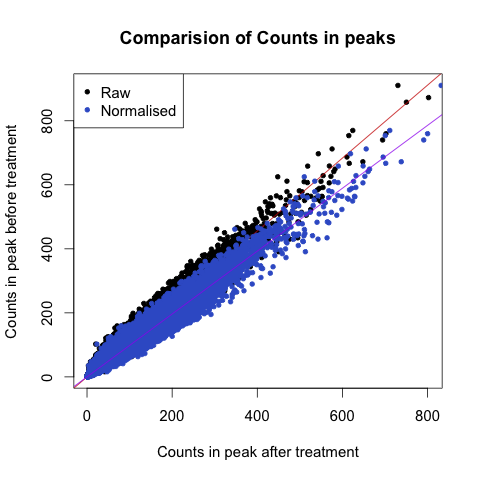 Comparision of Counts in peaks
Raw
Normalised
Counts in peak before treatment
0
200
400
600
800
0
200
400
600
800
Counts in peak after treatment